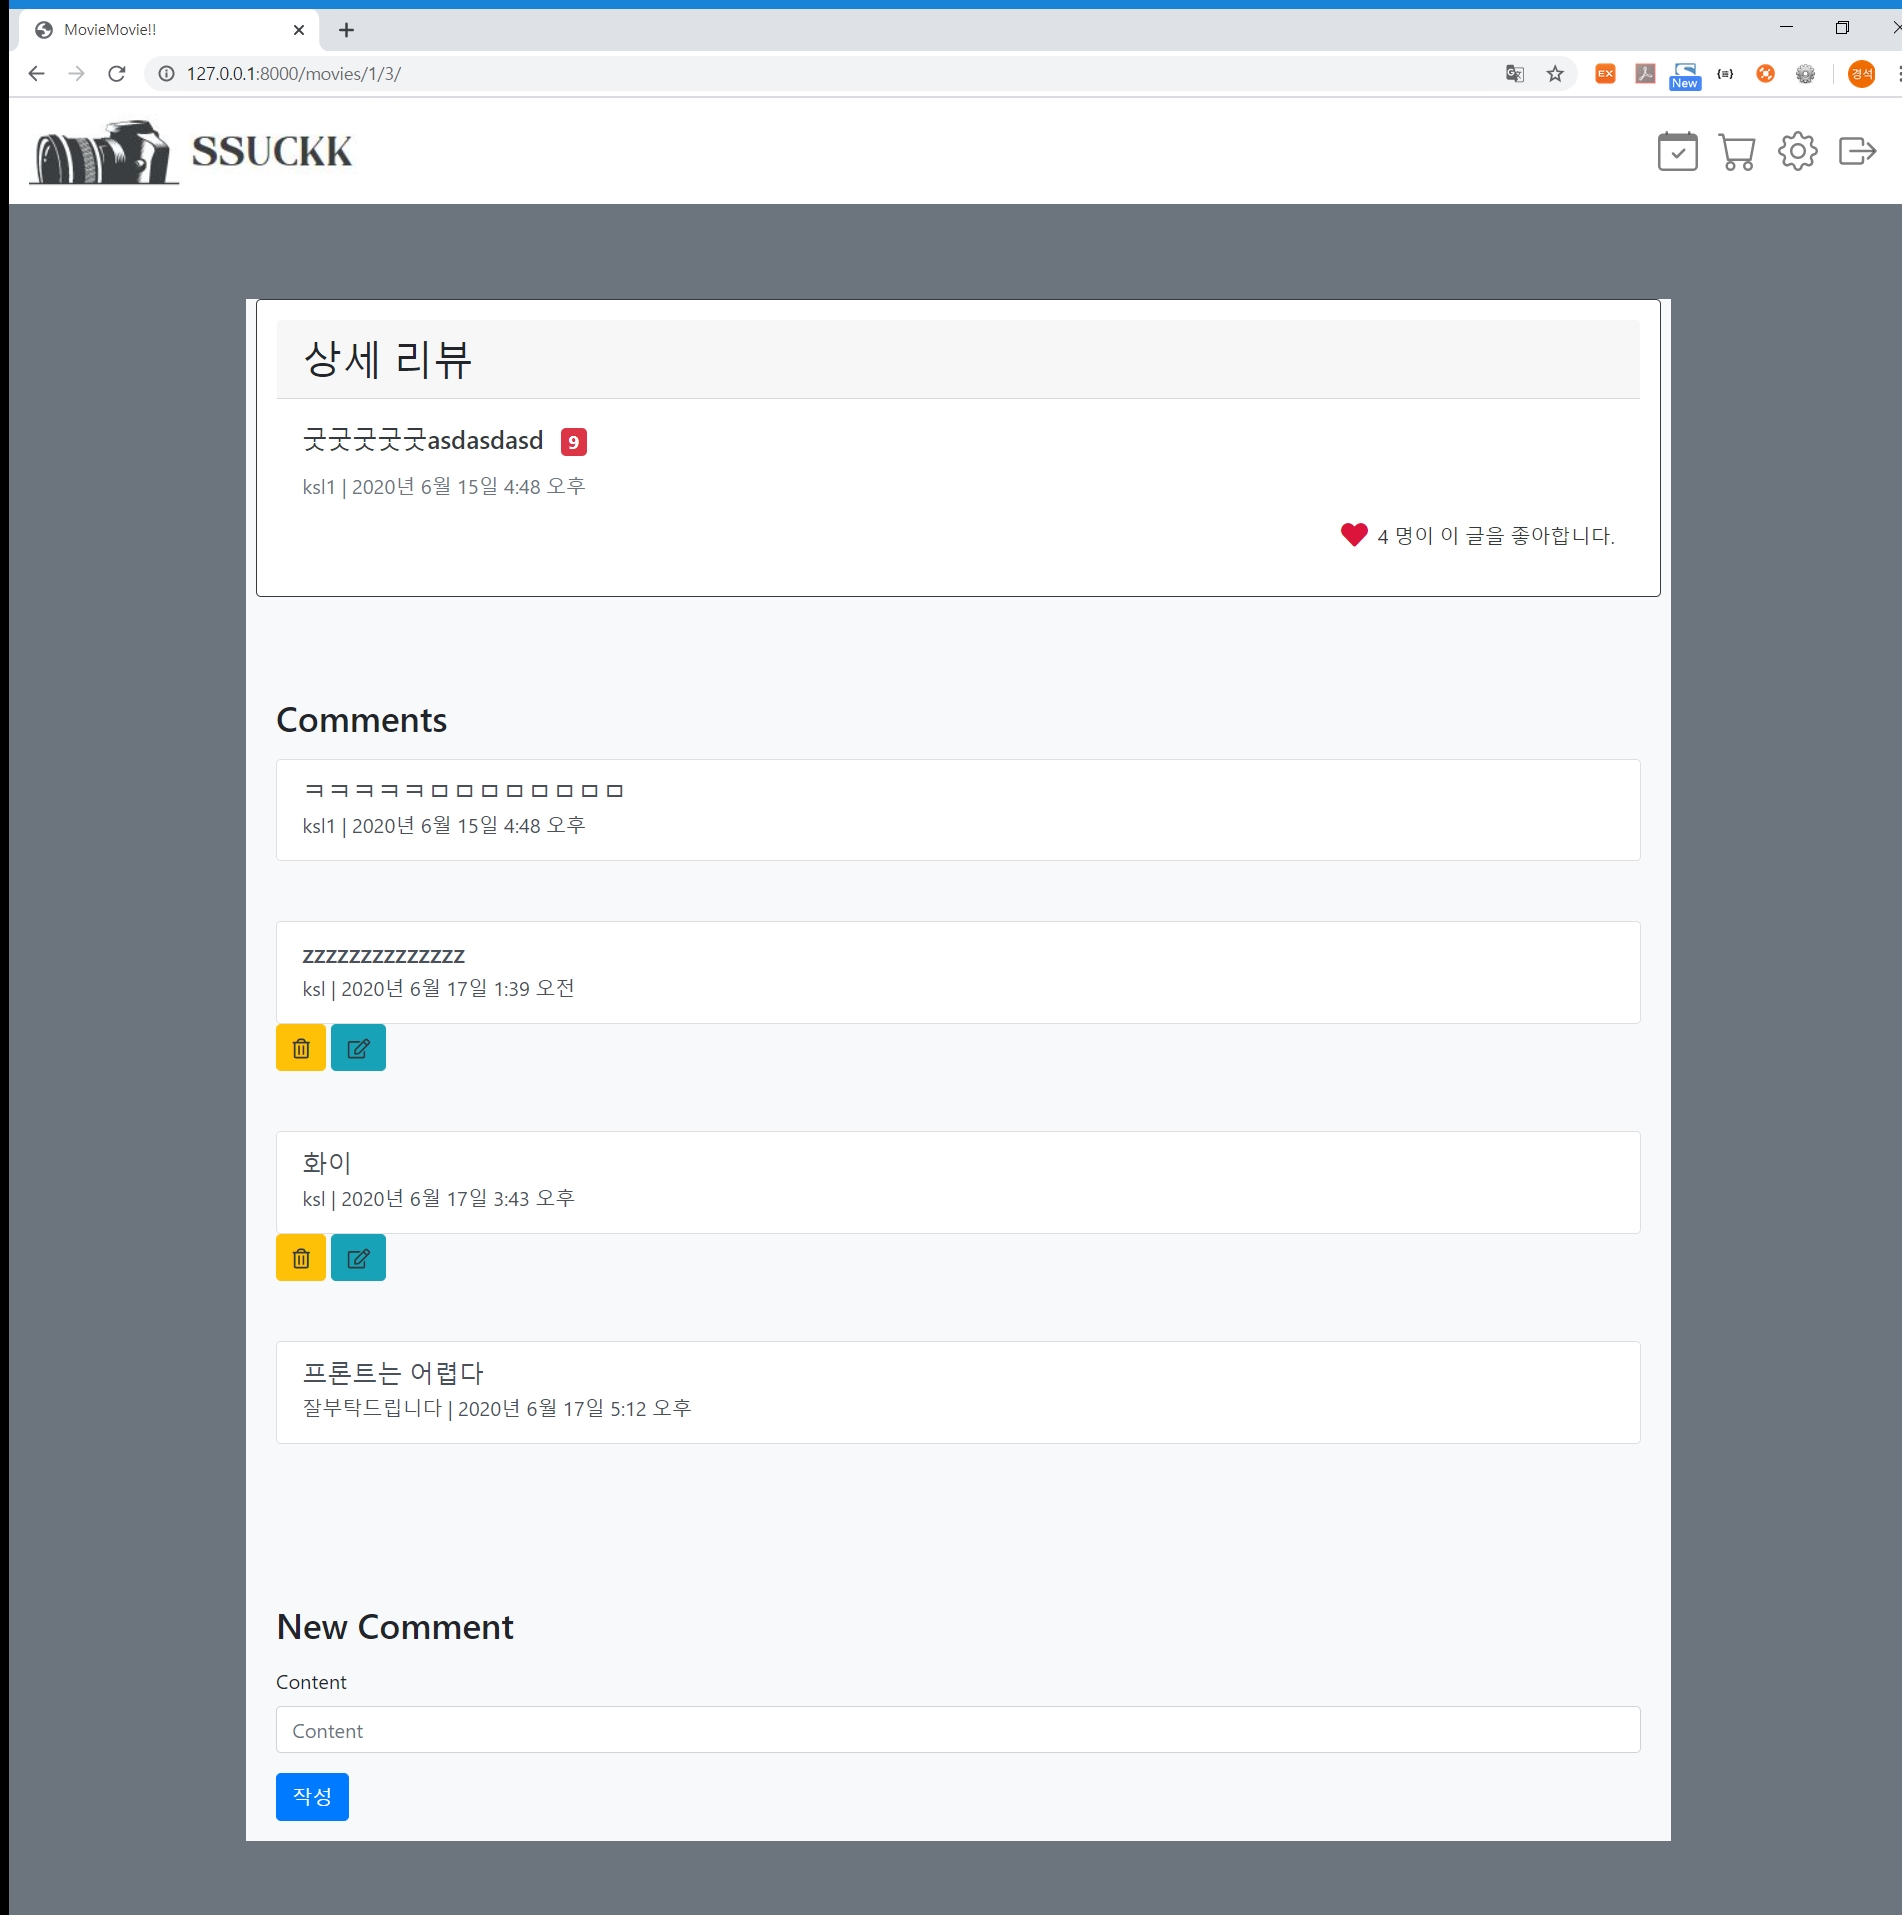 MovieMovie!!
127.0.0.1:8000/movies/1/3/
EX
New
경석
SSUCKK
상세 리뷰
굿굿굿굿굿asdasdasd 9
ksl1 | 2020년 6월 15일 4:48 오후
4 명이 이 글을 좋아합니다.
Comments
ㅋㅋㅋㅋㅋㅁㅁㅁㅁㅁㅁㅁㅁ
ksl1 | 2020년 6월 15일 4:48 오후
zzzzzzzzzzzzzz
ksl | 2020년 6월 17일 1:39 오전
화이
ksl | 2020년 6월 17일 3:43 오후
프론트는 어렵다
잘부탁드립니다 | 2020년 6월 17일 5:12 오후
New Comment
Content
Content
작성